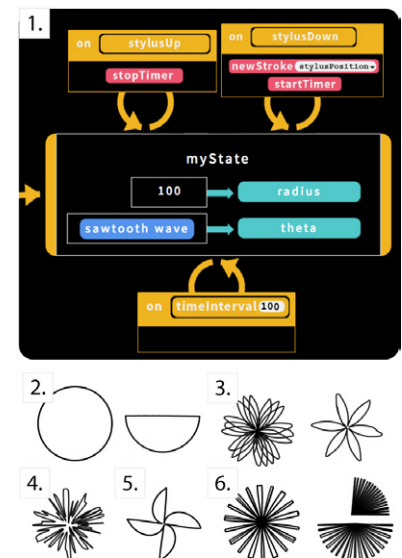 1.
on stylusUp
stopTimer
on stylusDown
newStroke stylusPosition
startTimer
myState
100 radius
sawtooth wave theta
on timeInterval 100
2.
3.
4.
5.
6.